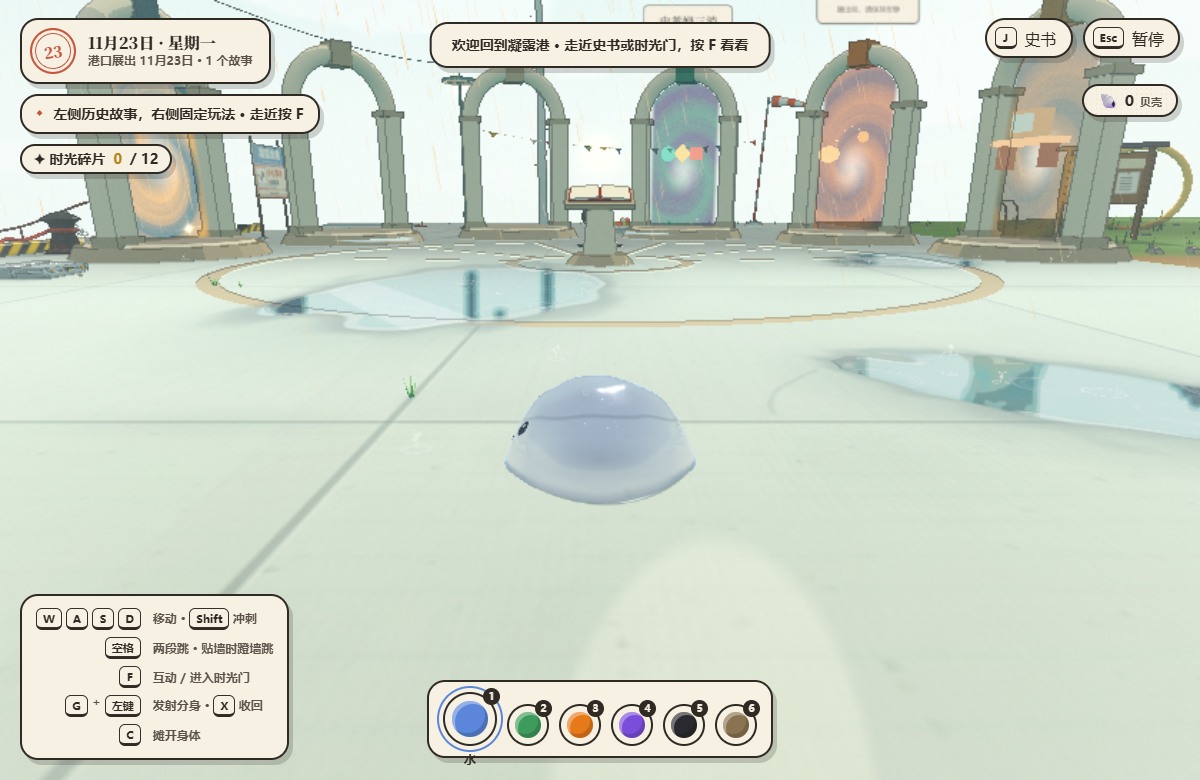 23
11月23日 · 星期一
港口展出 11月23日 · 1 个故事
左侧历史故事，右侧固定玩法 · 走近按 F
✦ 时光碎片 0 / 12
欢迎回到凝露港 · 走近史书或时光门，按 F 看看
J 史书
Esc 暂停
0 贝壳
W A S D 移动 · Shift 冲刺
空格 两段跳 · 贴墙时蹬墙跳
F 互动 / 进入时光门
G + 左键 发射分身 · X 收回
C 摊开身体
1 2 3 4 5 6
水